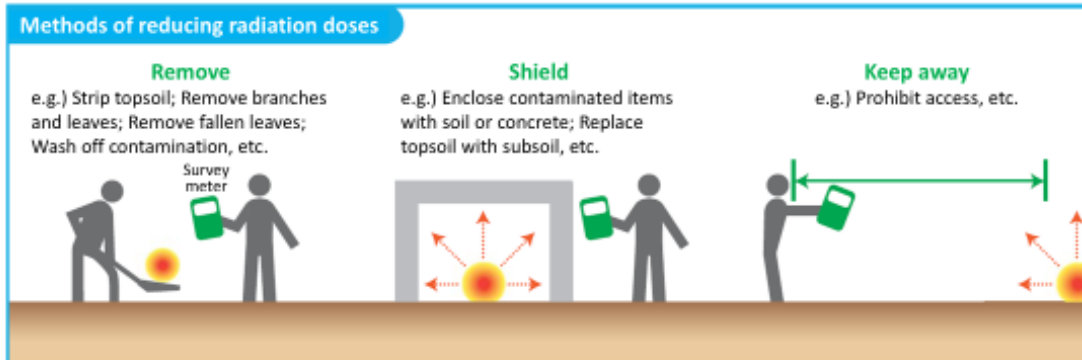 Methods of reducing radiation doses
Remove
e.g.) Strip topsoil; Remove branches
and leaves; Remove fallen leaves;
Wash off contamination, etc.
Survey
meter
Shield
e.g.) Enclose contaminated items
with soil or concrete; Replace
topsoil with subsoil, etc.
Keep away
e.g.) Prohibit access, etc.